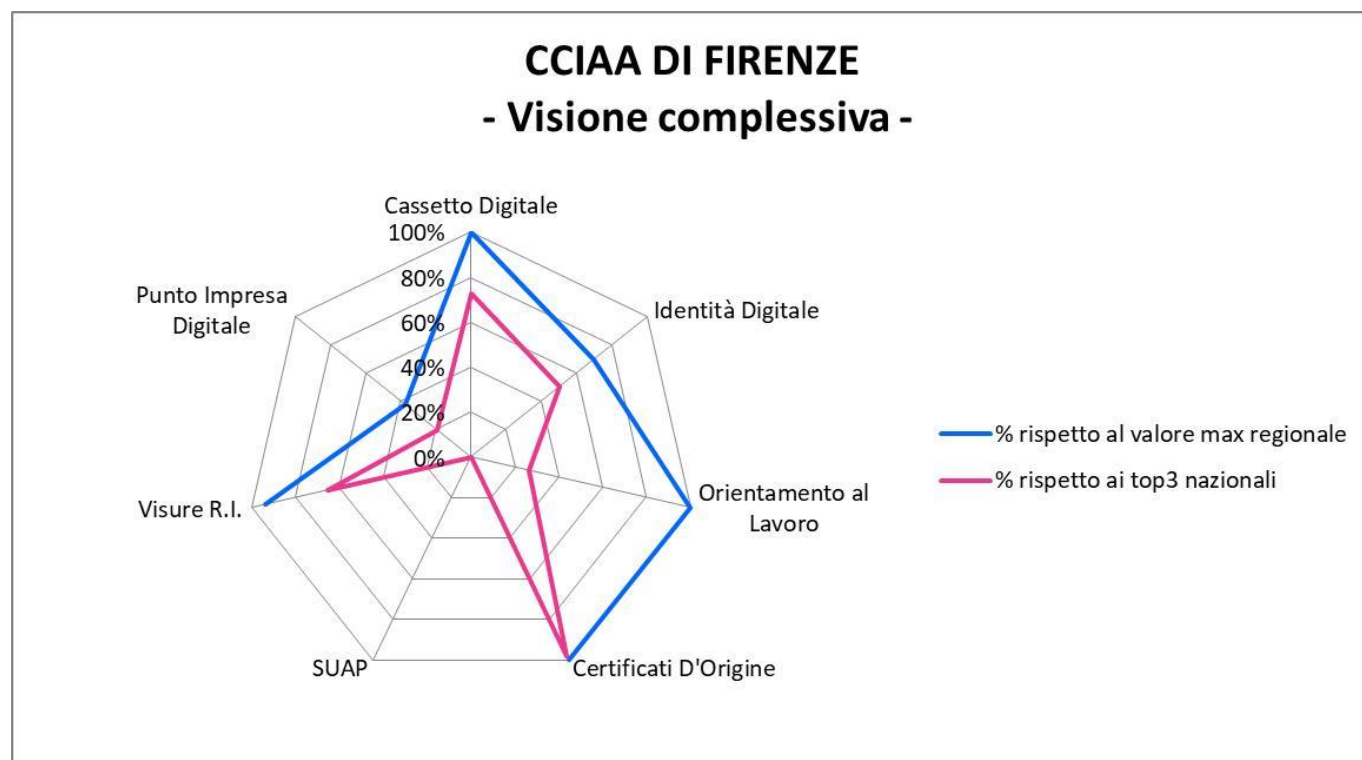 CCIAA DI FIRENZE
- Visione complessiva -
Cassetto Digitale
100%
80%
60%
40%
20%
0%
Identità Digitale
Orientamento al
Lavoro
Certificati D'Origine
SUAP
Visure R.I.
Punto Impresa
Digitale
% rispetto al valore max regionale
% rispetto ai top3 nazionali